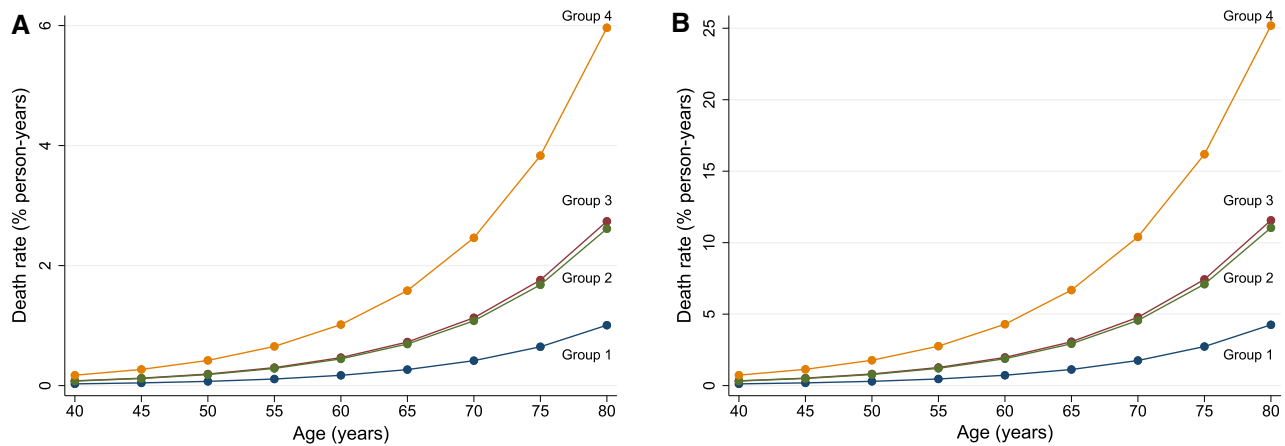 A
Death rate (% person-years)
6
4
2
0
Group 4
Group 3
Group 2
Group 1
40 45 50 55 60 65 70 75 80
Age (years)
B
Death rate (% person-years)
25
20
15
10
5
0
Group 4
Group 3
Group 2
Group 1
40 45 50 55 60 65 70 75 80
Age (years)